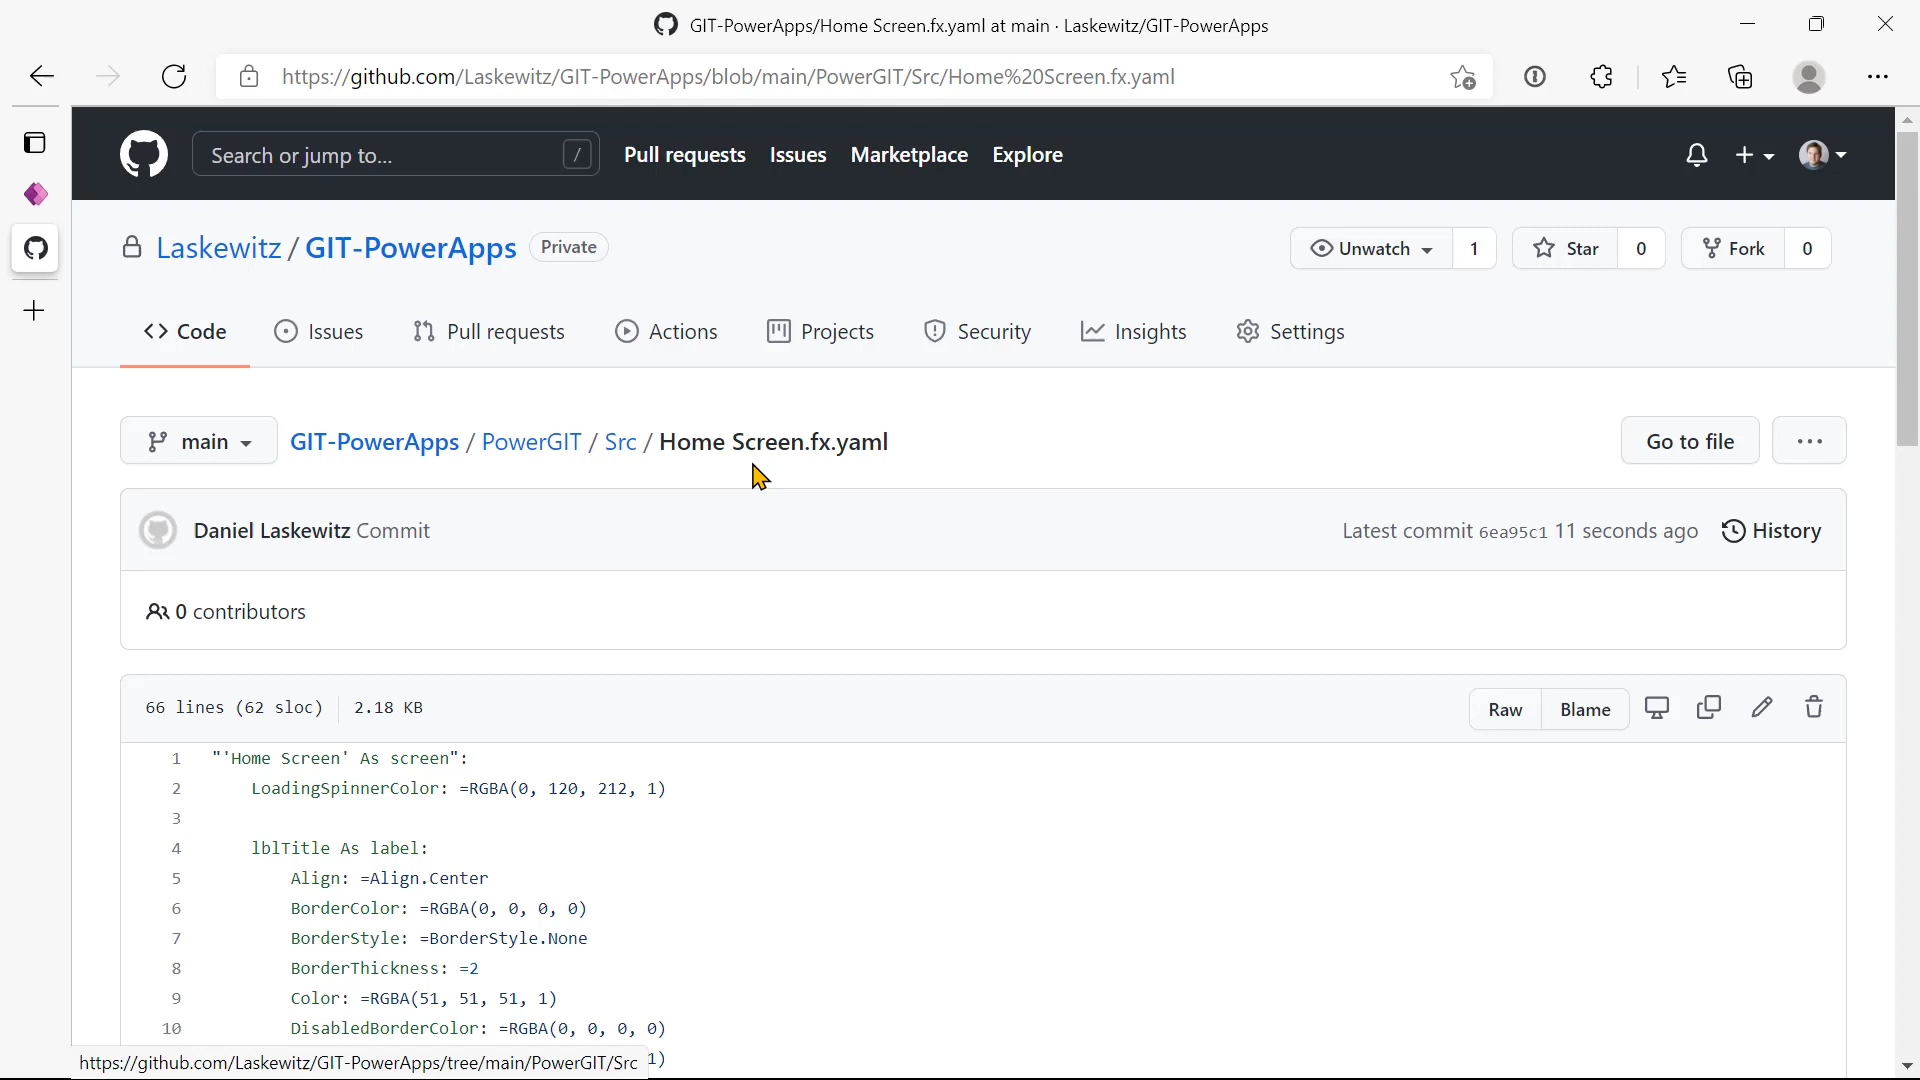 GIT-PowerApps/Home Screen.fx.yaml at main · Laskewitz/GIT-PowerApps
https://github.com/Laskewitz/GIT-PowerApps/blob/main/PowerGIT/Src/Home%20Screen.fx.yaml
Search or jump to... / Pull requests Issues Marketplace Explore
Laskewitz / GIT-PowerApps Private Unwatch 1 Star 0 Fork 0
Code Issues Pull requests Actions Projects Security Insights Settings
main GIT-PowerApps / PowerGIT / Src / Home Screen.fx.yaml Go to file ...
Daniel Laskewitz Commit Latest commit 6ea95c1 11 seconds ago History
0 contributors
66 lines (62 sloc) 2.18 KB Raw Blame
1 "'Home Screen' As screen":
2 LoadingSpinnerColor: =RGBA(0, 120, 212, 1)
3
4 lblTitle As label:
5 Align: =Align.Center
6 BorderColor: =RGBA(0, 0, 0, 0)
7 BorderStyle: =BorderStyle.None
8 BorderThickness: =2
9 Color: =RGBA(51, 51, 51, 1)
10 DisabledBorderColor: =RGBA(0, 0, 0, 0)
https://github.com/Laskewitz/GIT-PowerApps/tree/main/PowerGIT/Src 1)